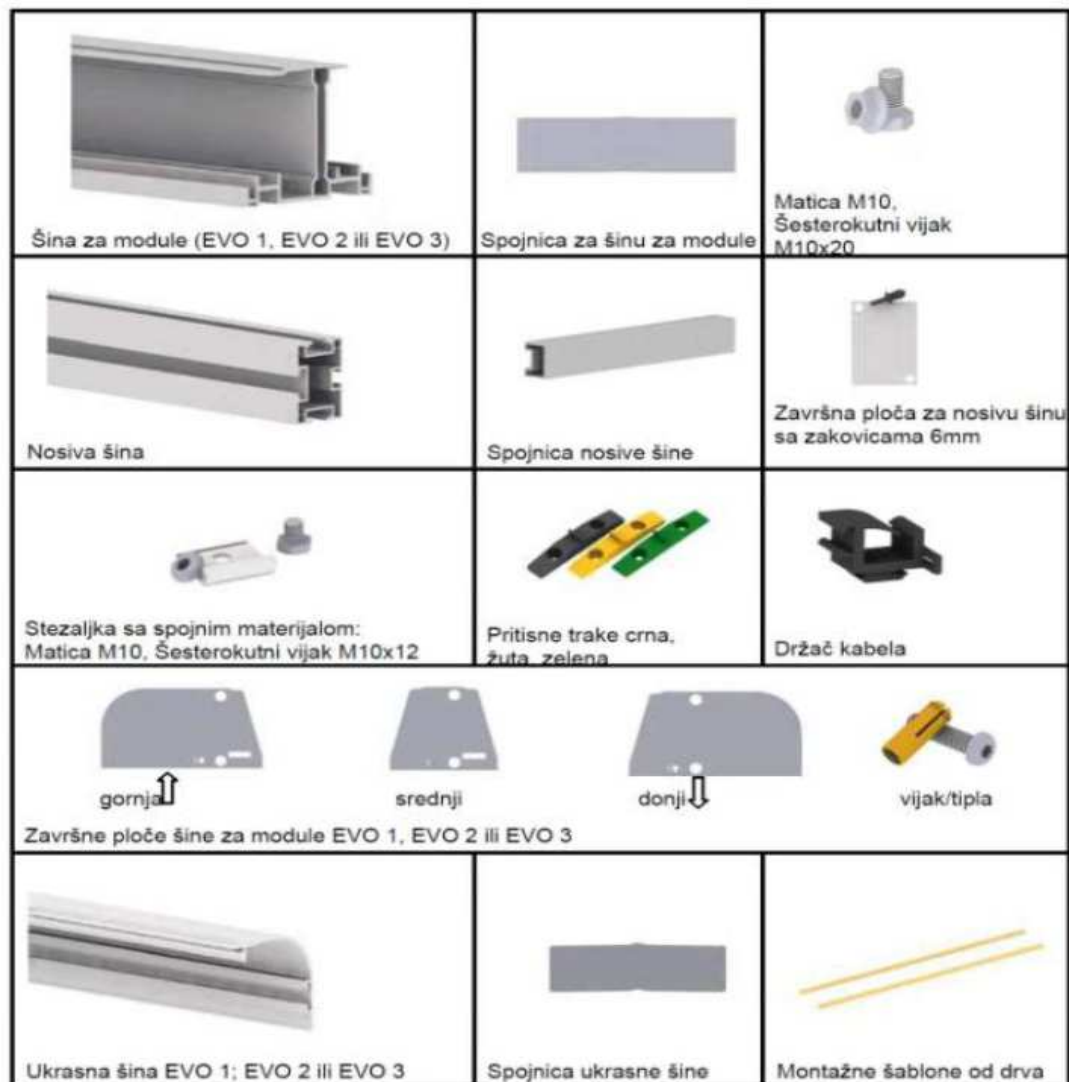 Šina za module (EVO 1, EVO 2 ili EVO 3)
Spojnica za šinu za module
Matica M10,
Šesterokutni vijak
M10x20
Nosiva šina
Spojnica nosive šine
Završna ploča za nosivu šinu
sa zakovicama 6mm
Stezaljka sa spojnim materijalom:
Matica M10, Šesterokutni vijak M10x12
Pritisne trake crna,
žuta, zelena
Držač kabela
gornja
srednji
donji
vijak/tipla
Završne ploče šine za module EVO 1, EVO 2 ili EVO 3
Ukrasna šina EVO 1; EVO 2 ili EVO 3
Spojnica ukrasne šine
Montažne šablone od drva